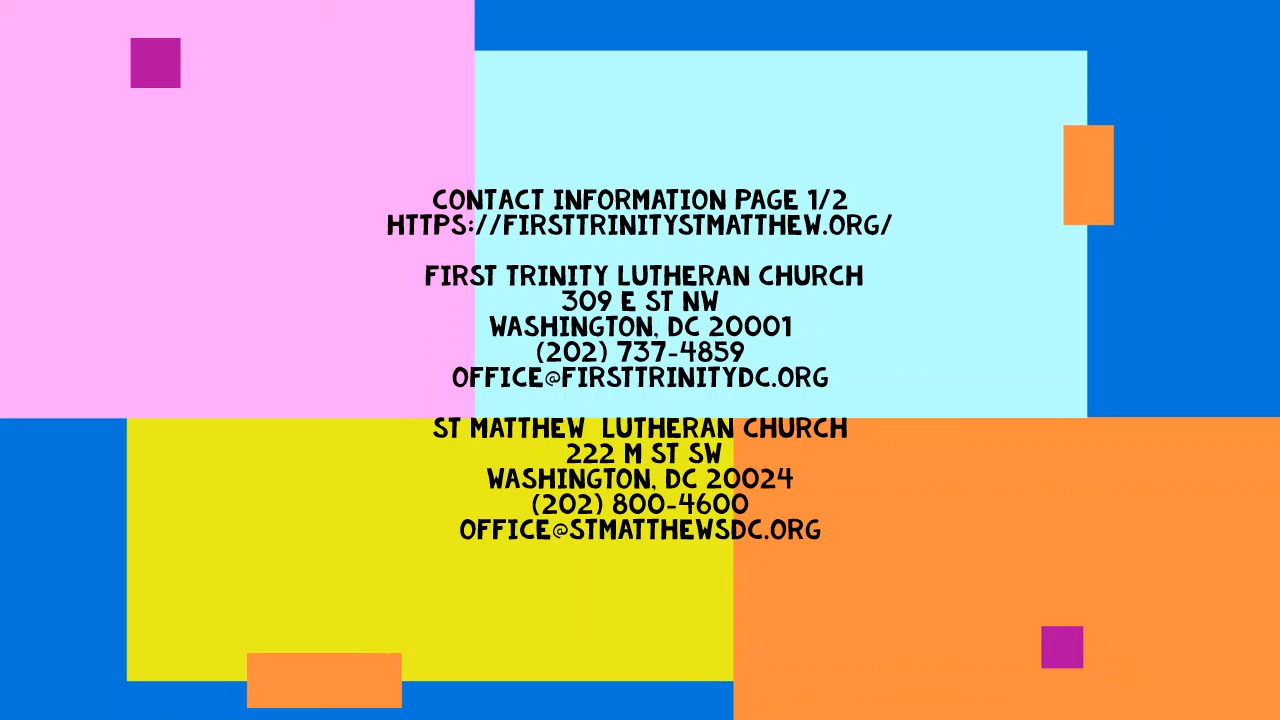 CONTACT INFORMATION PAGE 1/2
HTTPS://FIRSTTRINITYSTMATTHEW.ORG/
FIRST TRINITY LUTHERAN CHURCH
309 E ST NW
WASHINGTON, DC 20001
(202) 737-4859
OFFICE@FIRSTTRINITYDC.ORG
ST MATTHEW  LUTHERAN CHURCH
222 M ST SW
WASHINGTON, DC 20024
(202) 800-4600
OFFICE@STMATTHEWSDC.ORG